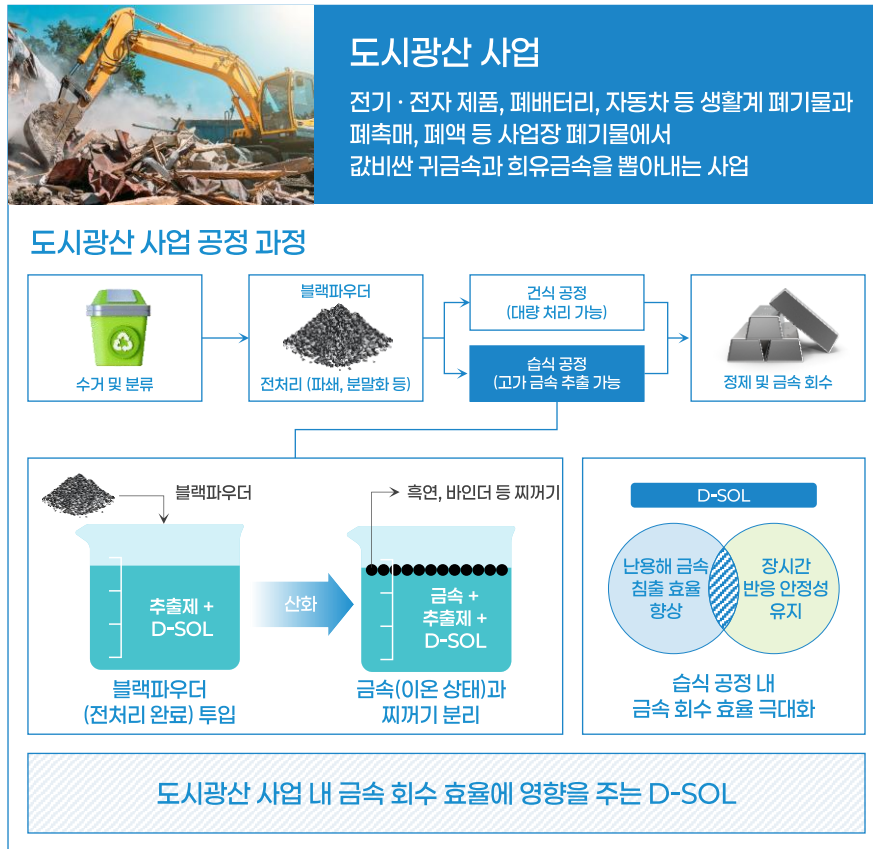 도시광산 사업
전기 · 전자 제품, 폐배터리, 자동차 등 생활계 폐기물과
폐촉매, 폐액 등 사업장 폐기물에서
값비싼 귀금속과 희유금속을 뽑아내는 사업
도시광산 사업 공정 과정
수거 및 분류
블랙파우더
전처리 (파쇄, 분말화 등)
건식 공정
(대량 처리 가능)
습식 공정
(고가 금속 추출 가능
정제 및 금속 회수
블랙파우더
추출제 +
D-SOL
블랙파우더
(전처리 완료) 투입
산화
흑연, 바인더 등 찌꺼기
금속 +
추출제 +
D-SOL
금속(이온 상태)과
찌꺼기 분리
D-SOL
난용해 금속
침출 효율
향상
장시간
반응 안정성
유지
습식 공정 내
금속 회수 효율 극대화
도시광산 사업 내 금속 회수 효율에 영향을 주는 D-SOL